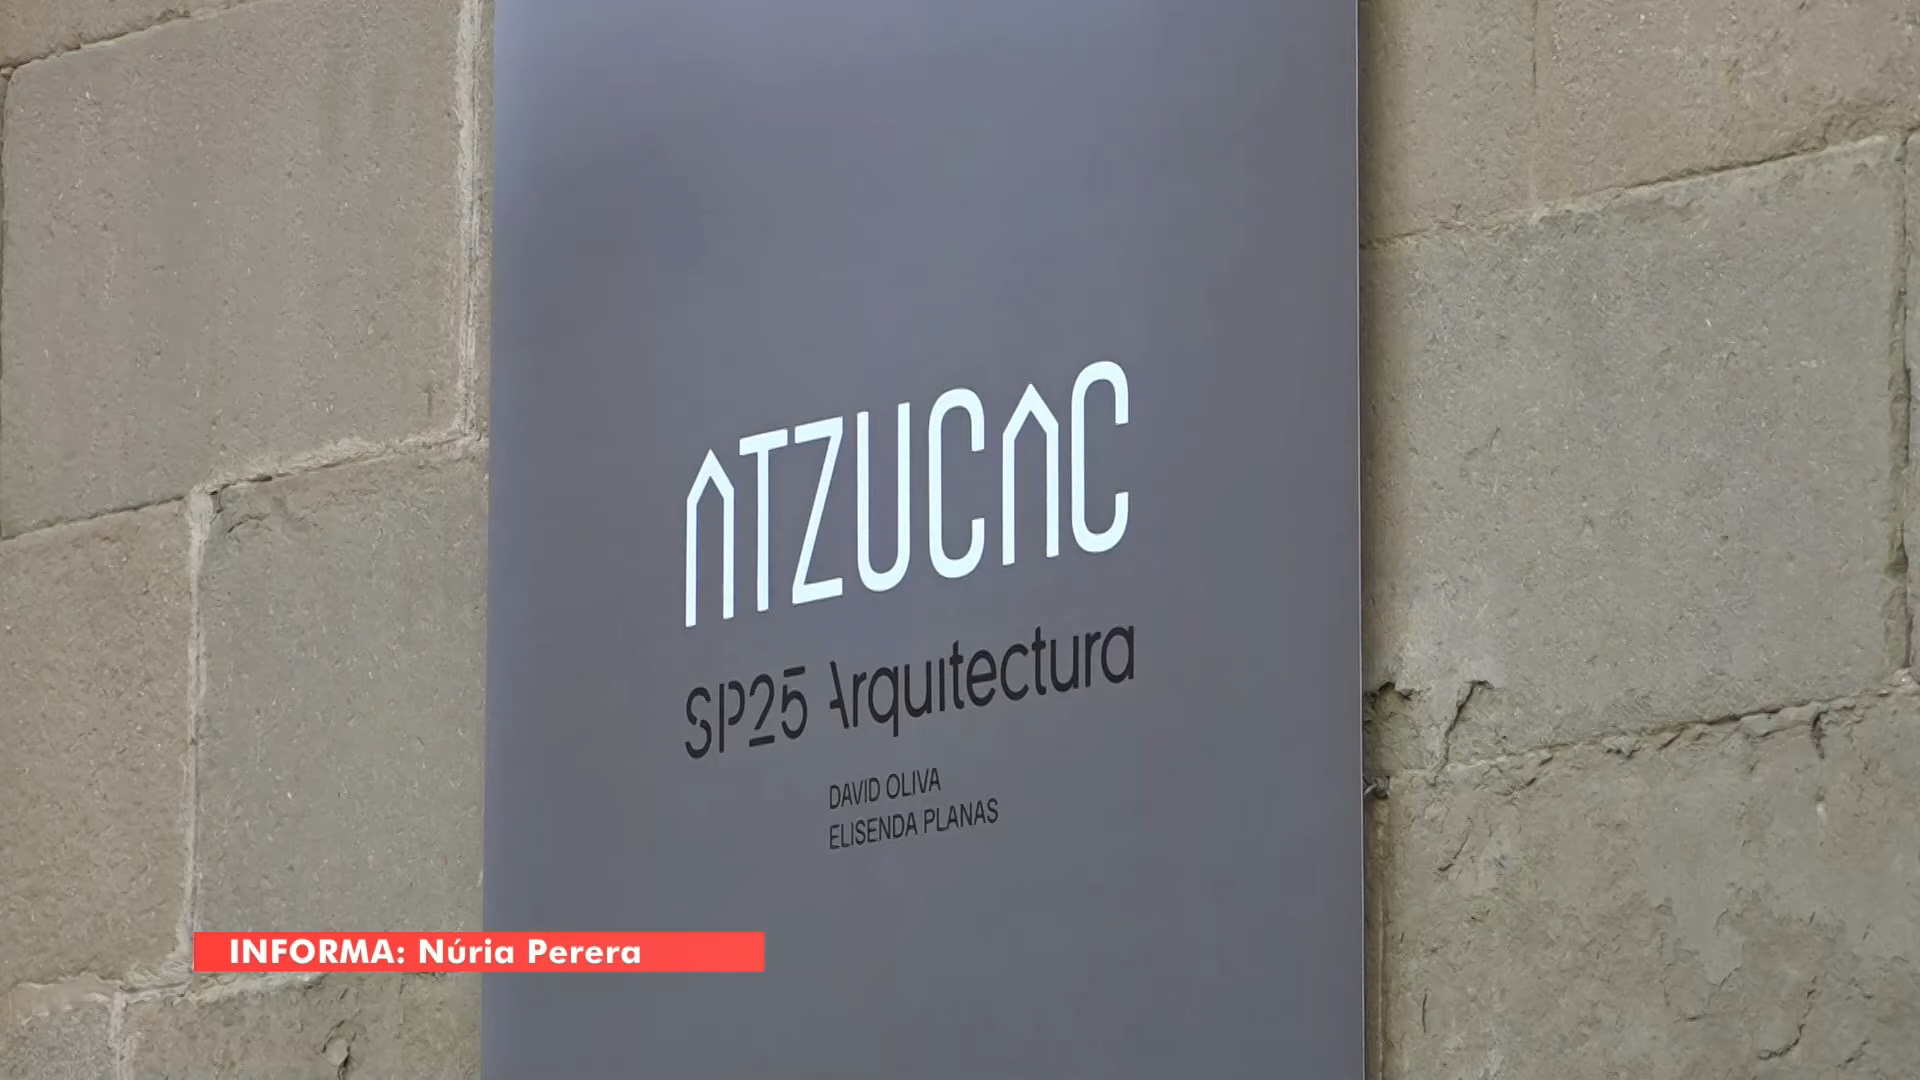 ATZUCAC
SP25 Arquitectura
DAVID OLIVA
ELISENDA PLANAS
INFORMA: Núria Perera